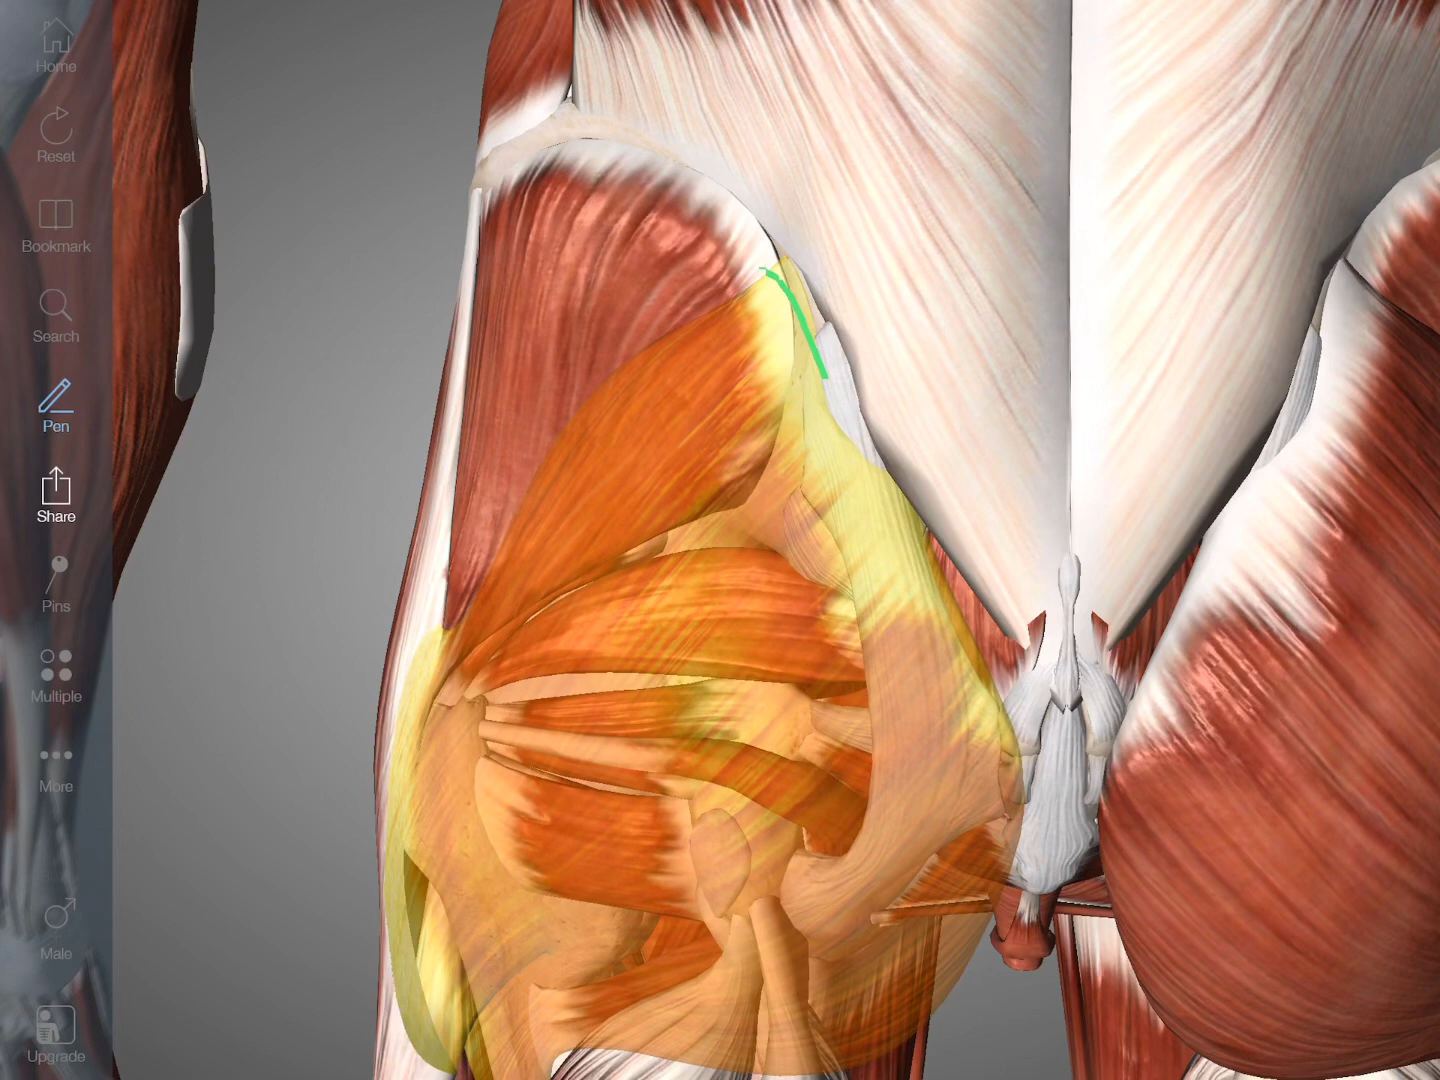 Home
Reset
Bookmark
Search
Pen
Share
Pins
Multiple
More
Male
Upgrade